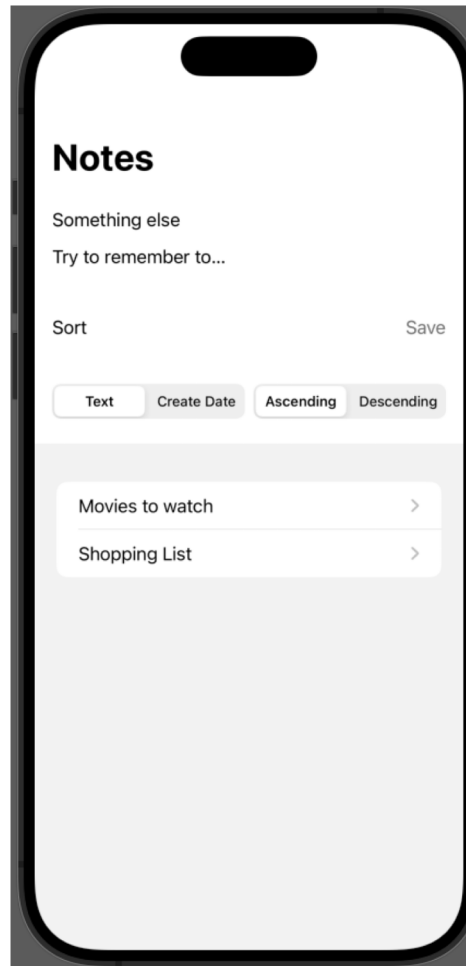 Notes
Something else
Try to remember to...
Sort Save
Text Create Date Ascending Descending
Movies to watch
Shopping List